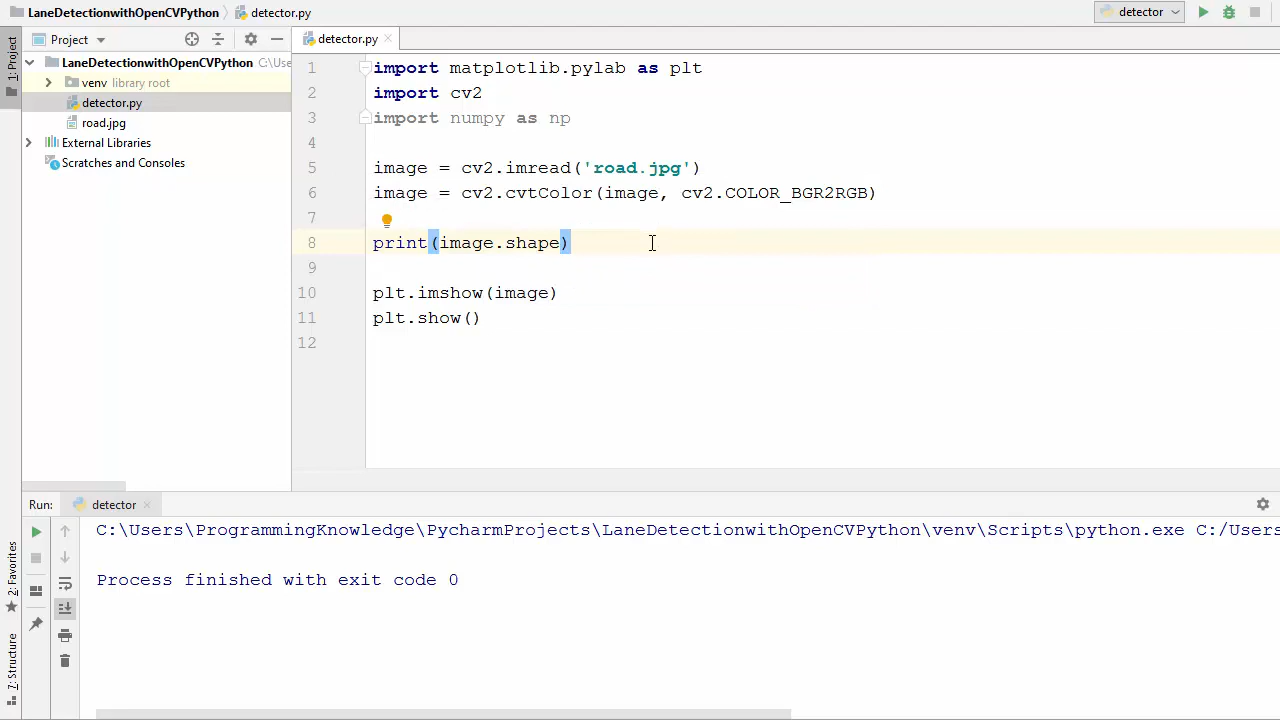 LaneDetectionwithOpenCVPython detector.py detector
1: Project
Project
detector.py
LaneDetectionwithOpenCVPython C:\Use
venv library root
detector.py
road.jpg
External Libraries
Scratches and Consoles
1 import matplotlib.pylab as plt
2 import cv2
3 import numpy as np
4
5 image = cv2.imread('road.jpg')
6 image = cv2.cvtColor(image, cv2.COLOR_BGR2RGB)
7
8 print(image.shape)
9
10 plt.imshow(image)
11 plt.show()
12
Run: detector
C:\Users\ProgrammingKnowledge\PycharmProjects\LaneDetectionwithOpenCVPython\venv\Scripts\python.exe C:/Users
Process finished with exit code 0
2: Favorites
7: Structure